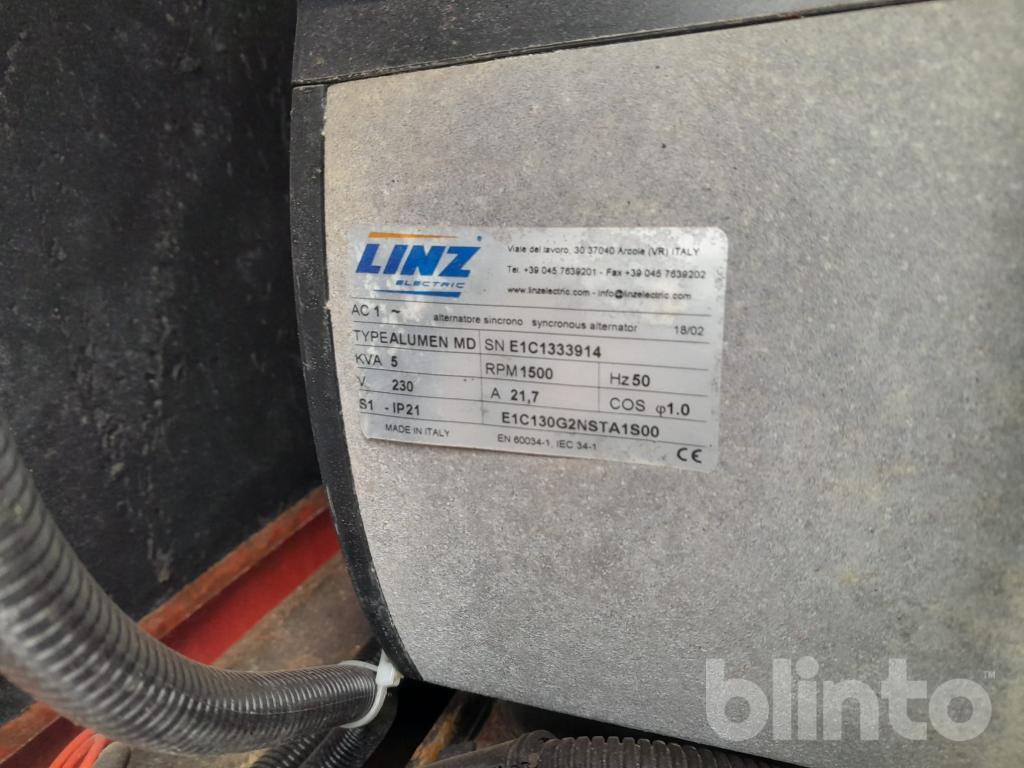 LINZ
ELECTRIC
Viale del lavoro, 30 37040 Arcole (VR) ITALY
Tel. +39 045 7639201 - Fax +39 045 7639202
www.linzelectric.com - info@linzelectric.com
AC 1 ~ alternatore sincrono syncronous alternator 18/02
TYPE ALUMEN MD SN E1C1333914
KVA 5 RPM 1500 Hz 50
V 230 A 21,7 COS φ 1.0
S1 - IP21 E1C130G2NSTA1S00
MADE IN ITALY EN 60034-1, IEC 34-1 CE
blinto™